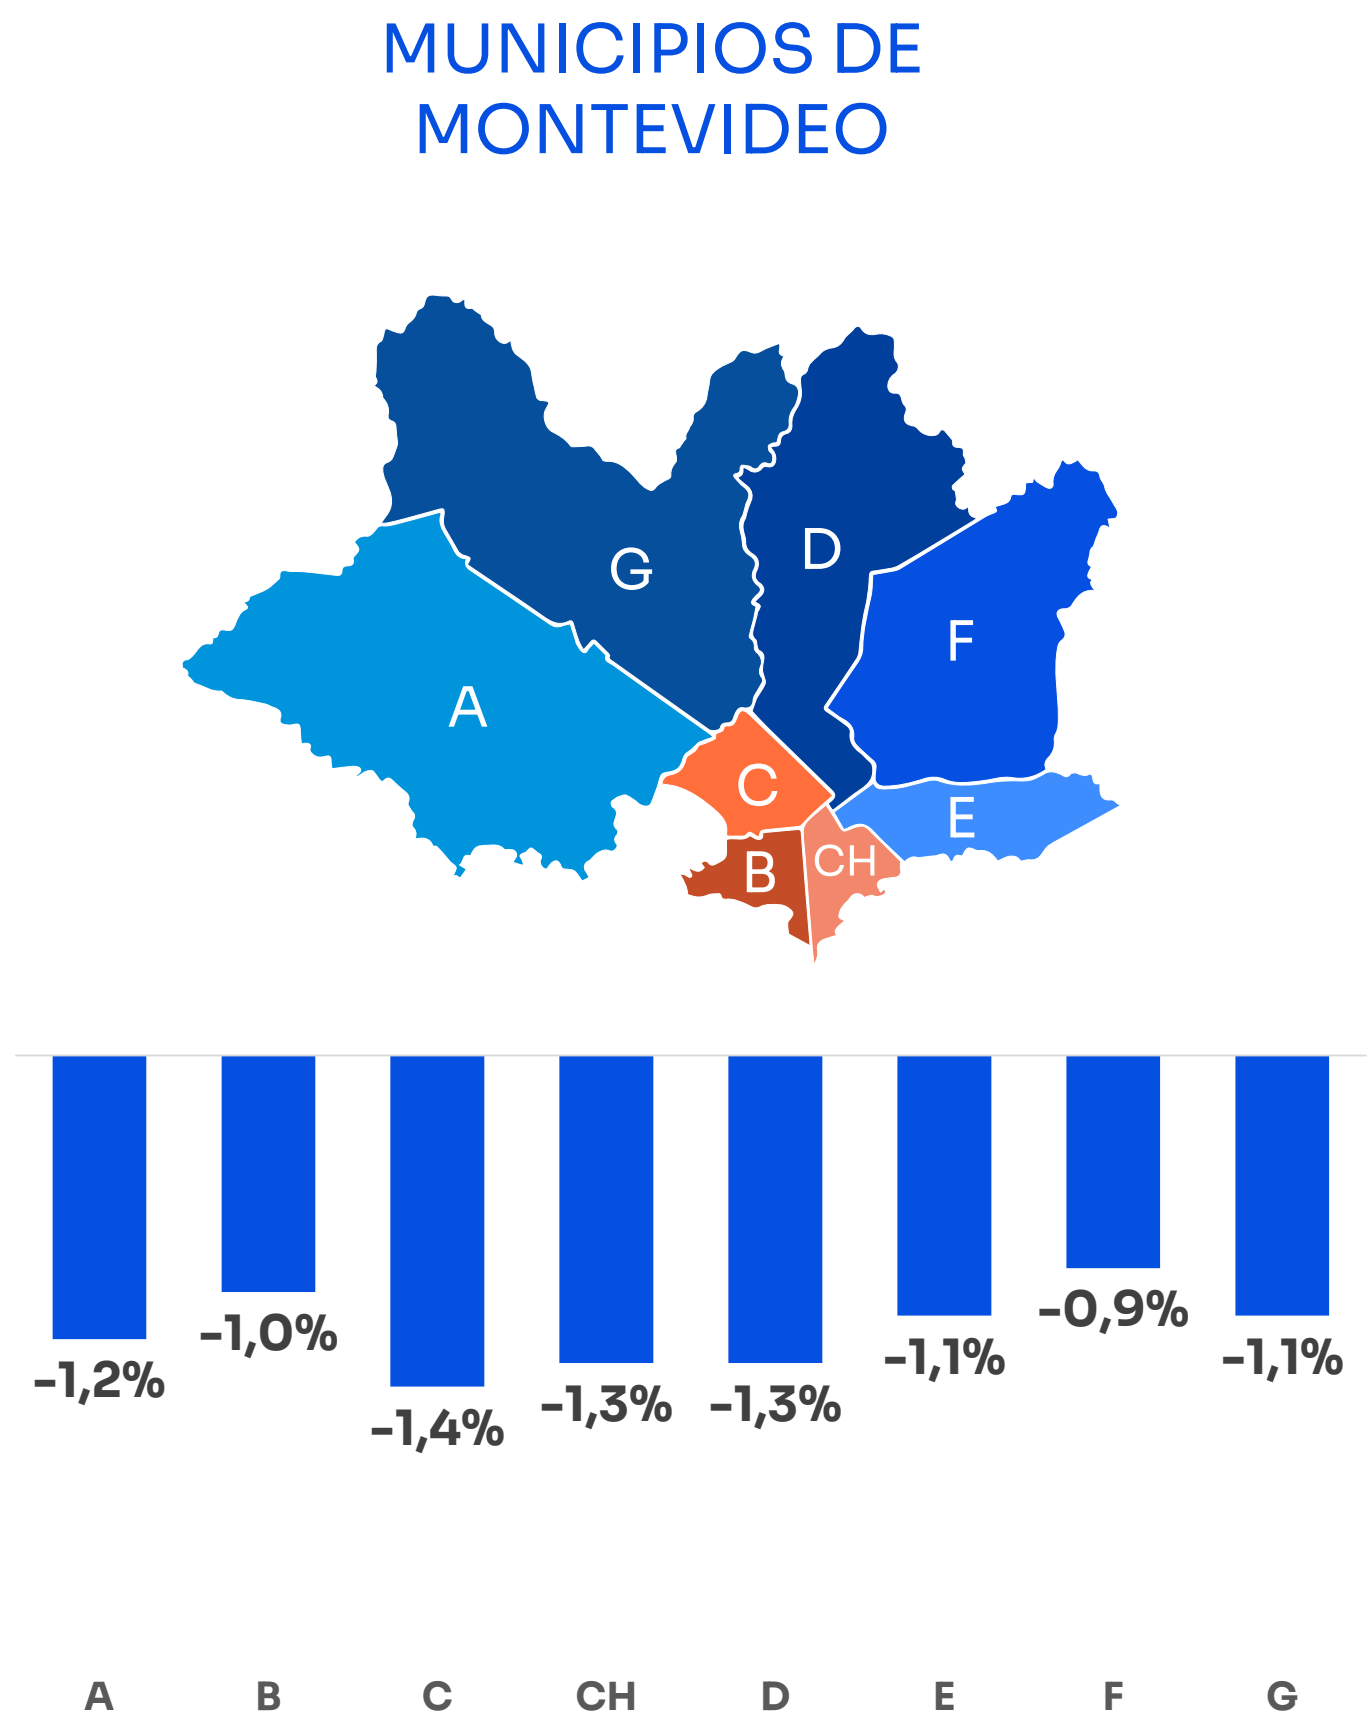 MUNICIPIOS DE
MONTEVIDEO
G
D
F
A
C
E
B
CH
-1,2%
-1,0%
-1,4%
-1,3%
-1,3%
-1,1%
-0,9%
-1,1%
A B C CH D E F G